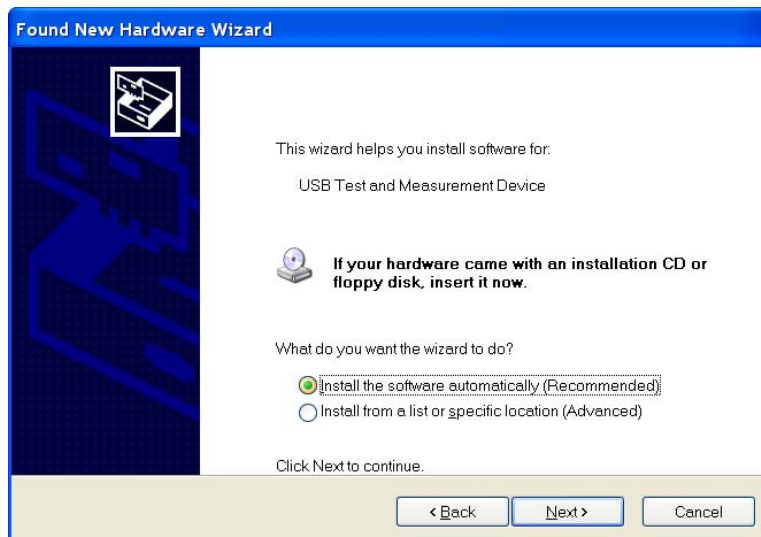 Found New Hardware Wizard
This wizard helps you install software for:
USB Test and Measurement Device
If your hardware came with an installation CD or
floppy disk, insert it now.
What do you want the wizard to do?
Install the software automatically (Recommended)
Install from a list or specific location (Advanced)
Click Next to continue.
< Back Next > Cancel